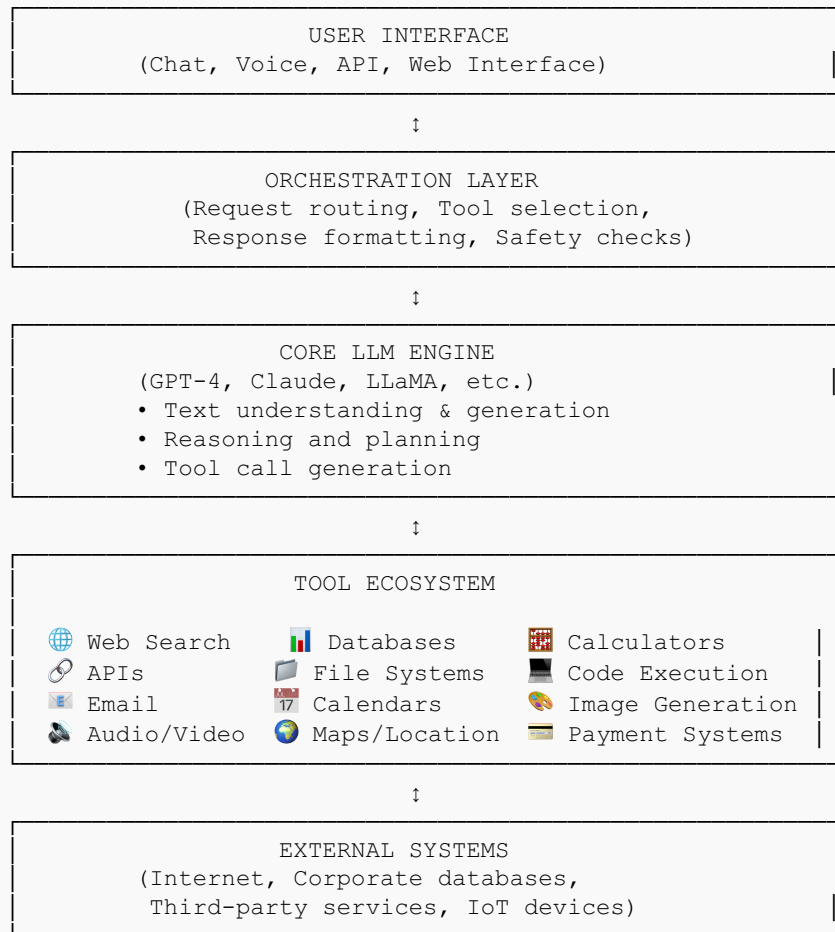 USER INTERFACE
(Chat, Voice, API, Web Interface)
↕
ORCHESTRATION LAYER
(Request routing, Tool selection,
Response formatting, Safety checks)
↕
CORE LLM ENGINE
(GPT-4, Claude, LLaMA, etc.)
• Text understanding & generation
• Reasoning and planning
• Tool call generation
↕
TOOL ECOSYSTEM
🌐 Web Search 📊 Databases 🧮 Calculators
🔗 APIs 📁 File Systems 💻 Code Execution
📧 Email 📅 Calendars 🎨 Image Generation
🔊 Audio/Video 🌍 Maps/Location 💳 Payment Systems
↕
EXTERNAL SYSTEMS
(Internet, Corporate databases,
Third-party services, IoT devices)